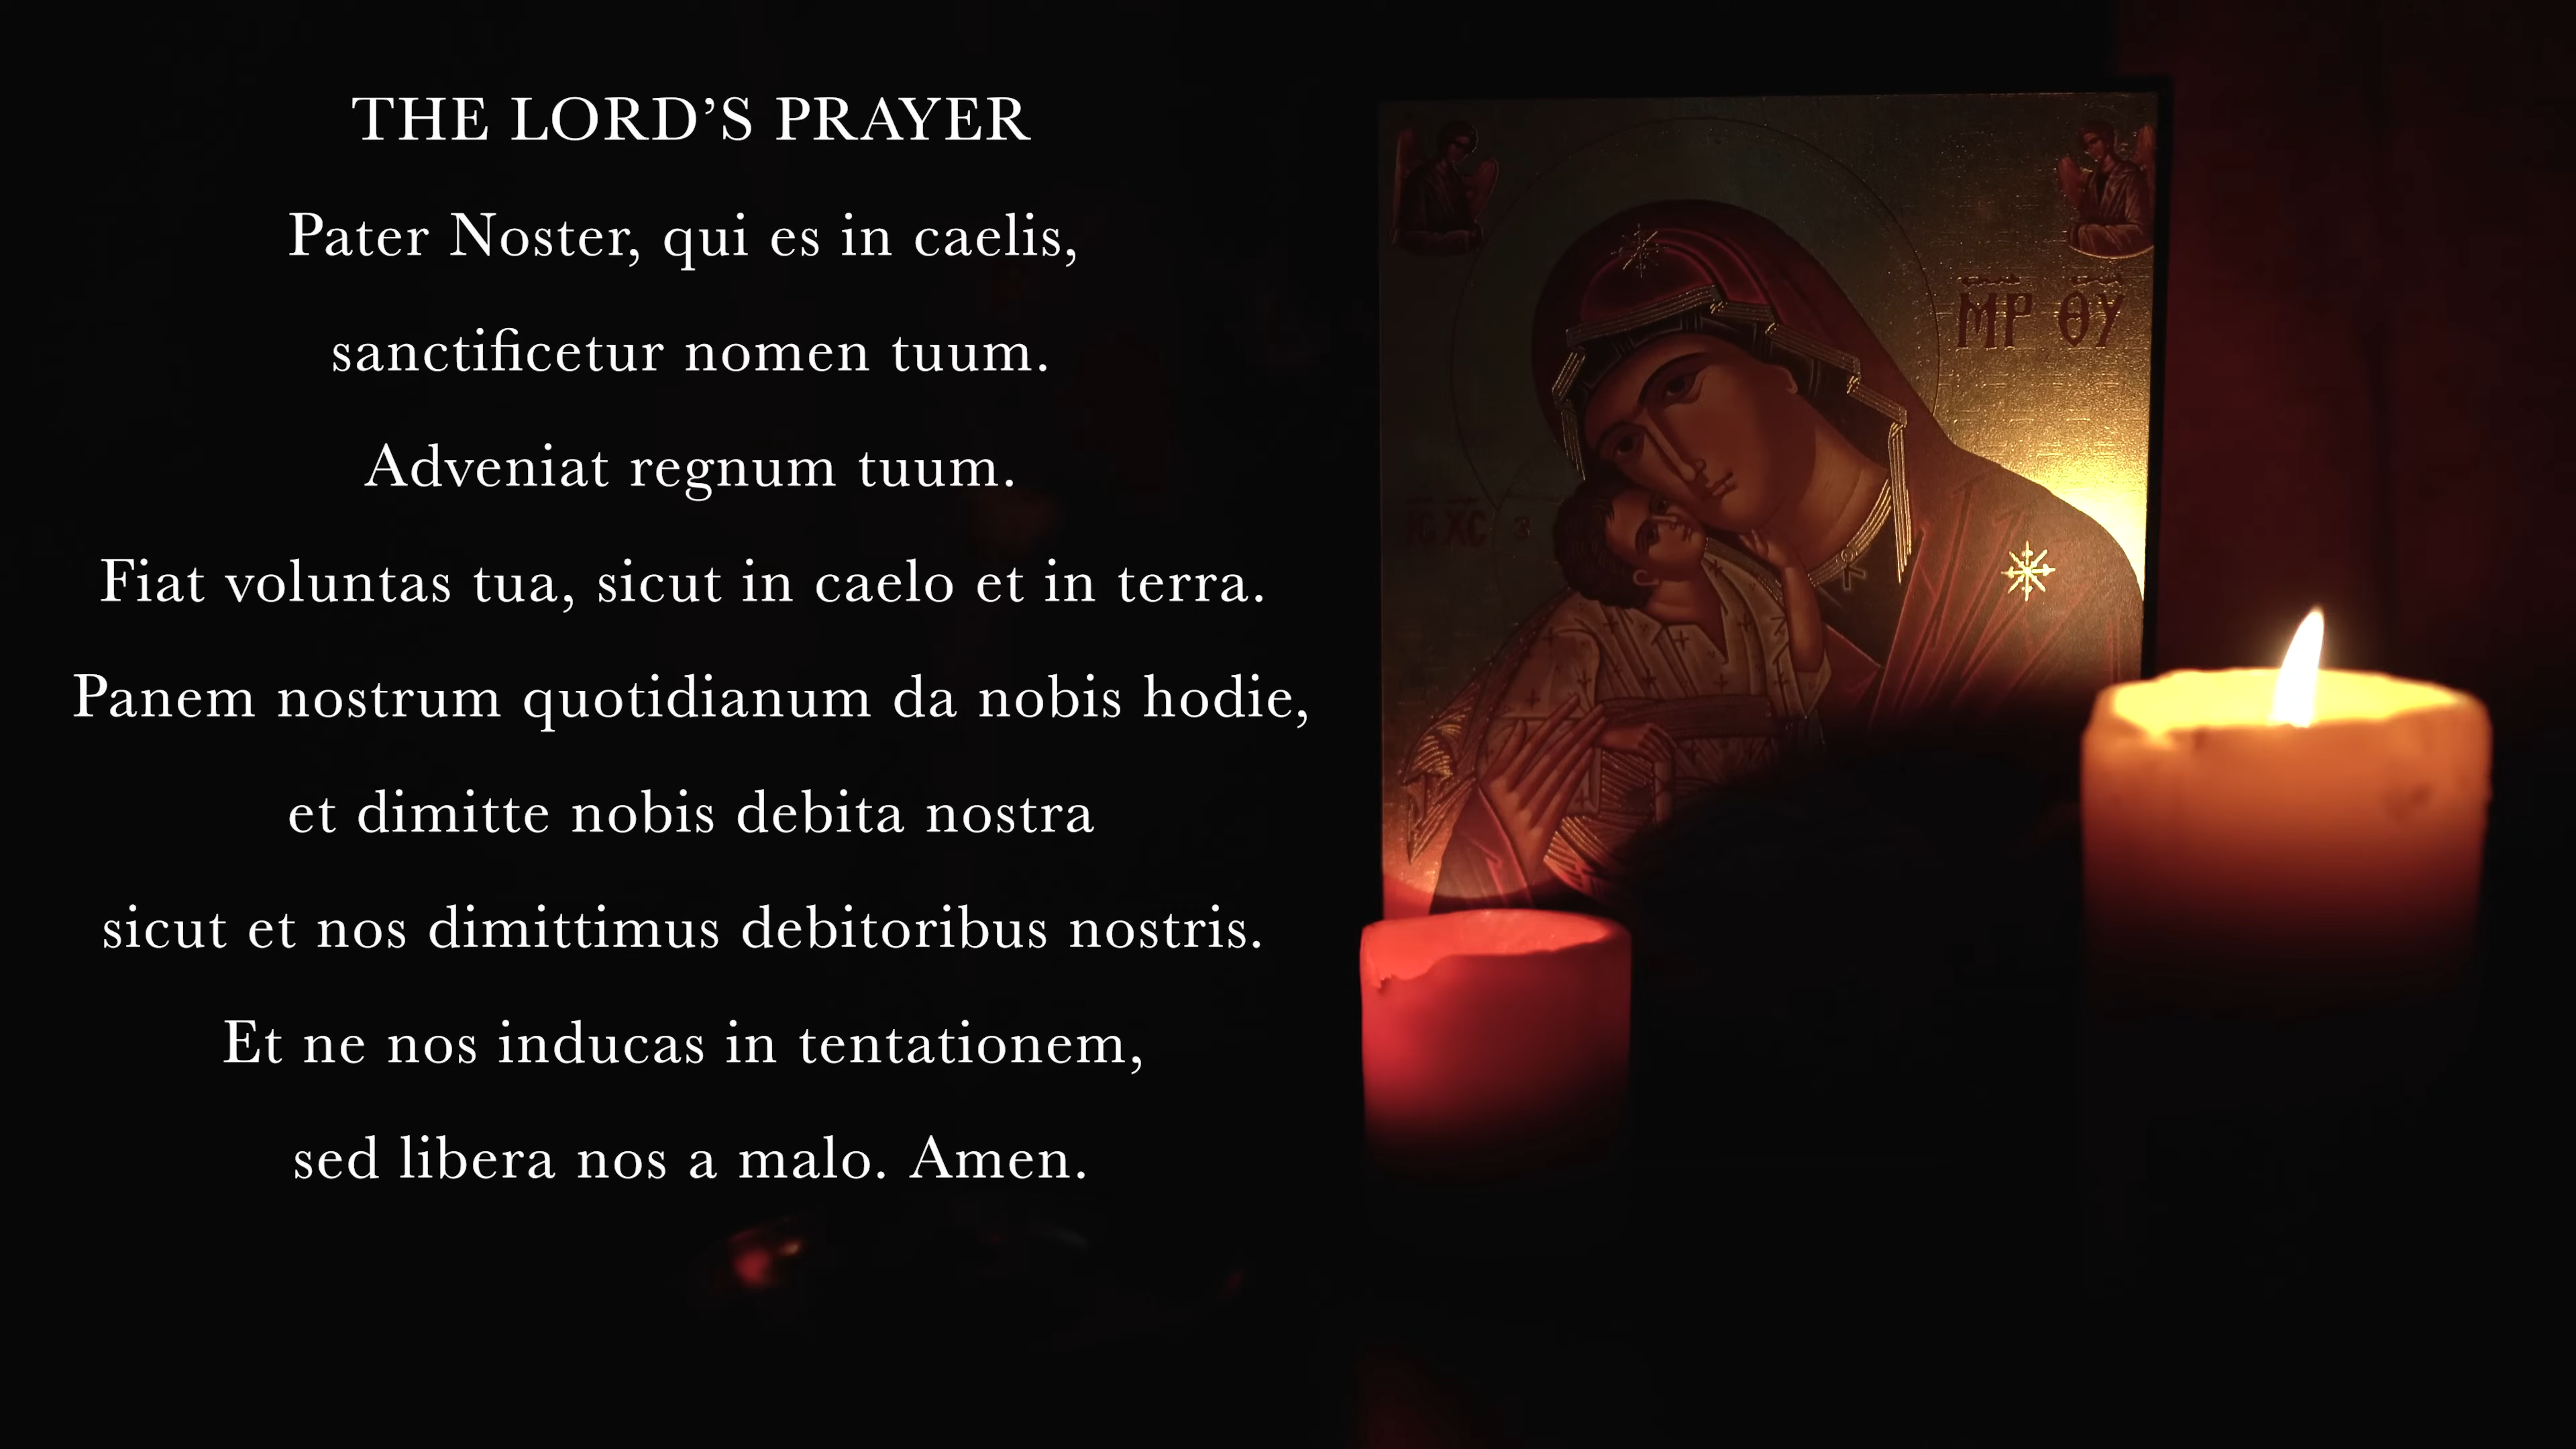 THE LORD’S PRAYER
Pater Noster, qui es in caelis,
sanctificetur nomen tuum.
Adveniat regnum tuum.
Fiat voluntas tua, sicut in caelo et in terra.
Panem nostrum quotidianum da nobis hodie,
et dimitte nobis debita nostra
sicut et nos dimittimus debitoribus nostris.
Et ne nos inducas in tentationem,
sed libera nos a malo. Amen.
ΜΡ ΘΥ
ΙC ΧC